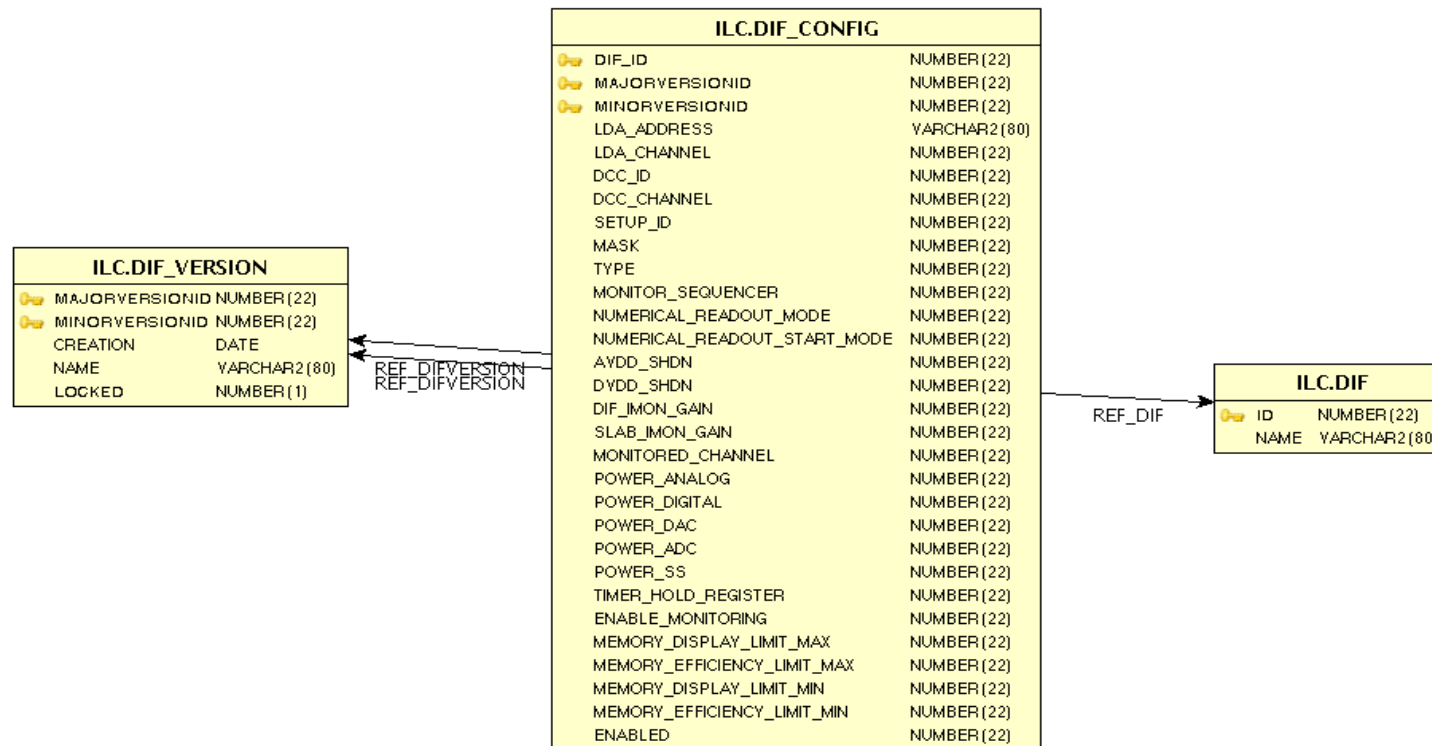 ILC.DIF_CONFIG
DIF_ID NUMBER(22)
MAJORVERSIONID NUMBER(22)
MINORVERSIONID NUMBER(22)
LDA_ADDRESS VARCHAR2(80)
LDA_CHANNEL NUMBER(22)
DCC_ID NUMBER(22)
DCC_CHANNEL NUMBER(22)
SETUP_ID NUMBER(22)
MASK NUMBER(22)
TYPE NUMBER(22)
MONITOR_SEQUENCER NUMBER(22)
NUMERICAL_READOUT_MODE NUMBER(22)
NUMERICAL_READOUT_START_MODE NUMBER(22)
AVDD_SHDN NUMBER(22)
DVDD_SHDN NUMBER(22)
DIF_IMON_GAIN NUMBER(22)
SLAB_IMON_GAIN NUMBER(22)
MONITORED_CHANNEL NUMBER(22)
POWER_ANALOG NUMBER(22)
POWER_DIGITAL NUMBER(22)
POWER_DAC NUMBER(22)
POWER_ADC NUMBER(22)
POWER_SS NUMBER(22)
TIMER_HOLD_REGISTER NUMBER(22)
ENABLE_MONITORING NUMBER(22)
MEMORY_DISPLAY_LIMIT_MAX NUMBER(22)
MEMORY_EFFICIENCY_LIMIT_MAX NUMBER(22)
MEMORY_DISPLAY_LIMIT_MIN NUMBER(22)
MEMORY_EFFICIENCY_LIMIT_MIN NUMBER(22)
ENABLED NUMBER(22)
ILC.DIF_VERSION
MAJORVERSIONID NUMBER(22)
MINORVERSIONID NUMBER(22)
CREATION DATE
NAME VARCHAR2(80)
LOCKED NUMBER(1)
REF_DIFVERSION
REF_DIFVERSION
REF_DIF
ILC.DIF
ID NUMBER(22)
NAME VARCHAR2(80